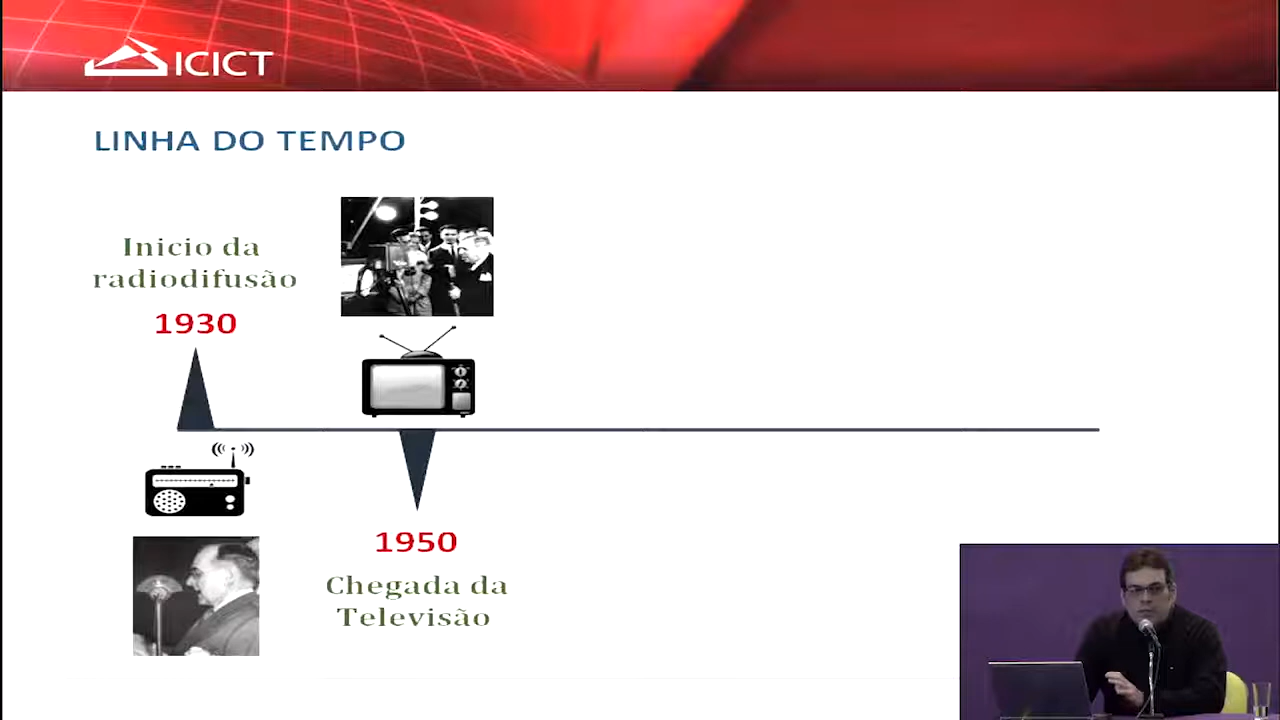 ICICT
LINHA DO TEMPO
Inicio da
radiodifusão
1930
1950
Chegada da
Televisão